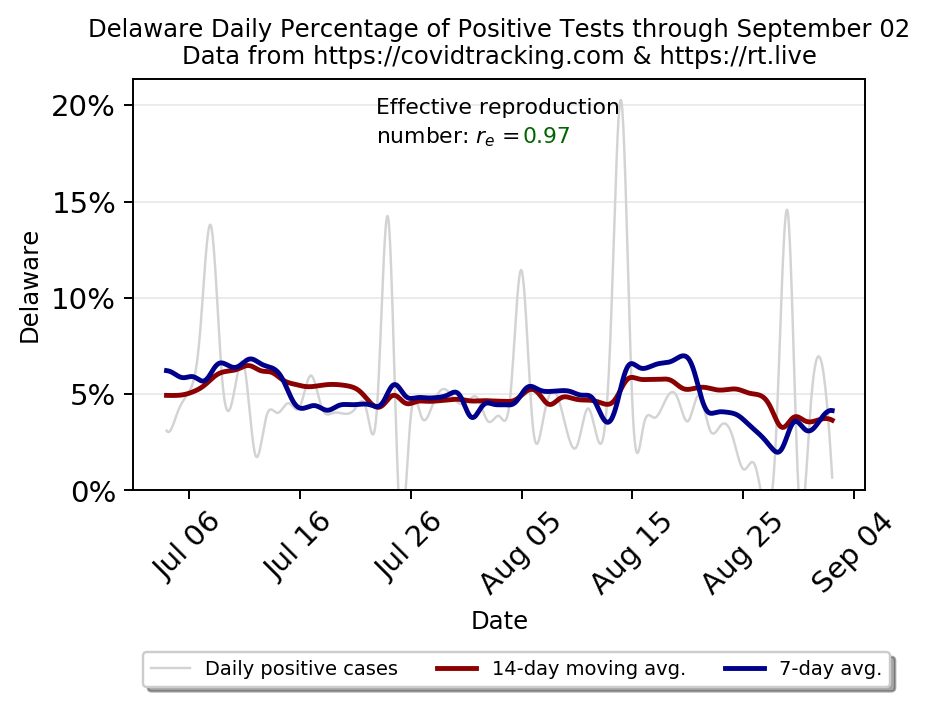 Delaware Daily Percentage of Positive Tests through September 02
Data from https://covidtracking.com & https://rt.live
Effective reproduction
number: rₑ = 0.97
20%
15%
10%
5%
0%
Delaware
Jul 06
Jul 16
Jul 26
Aug 05
Aug 15
Aug 25
Sep 04
Date
Daily positive cases
14-day moving avg.
7-day avg.